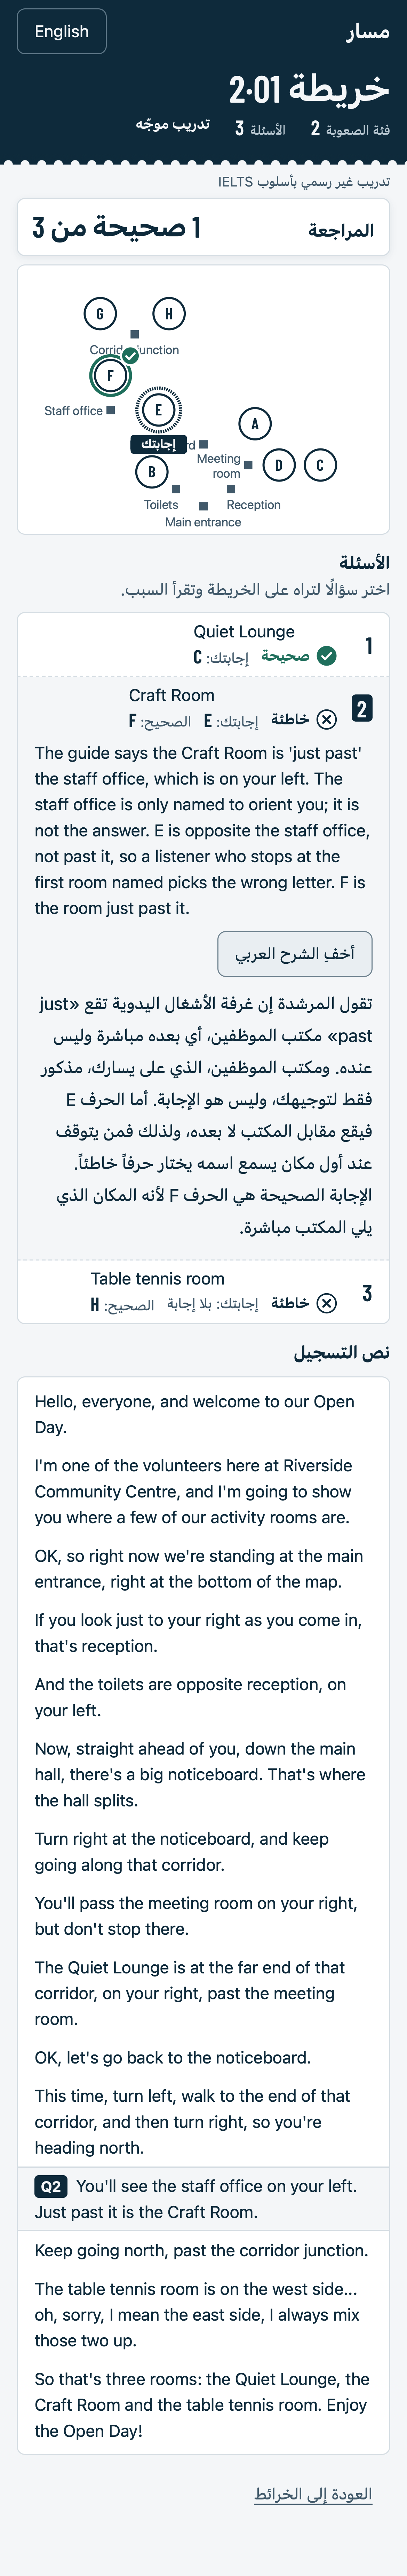 مسار
English
خريطة 2·01
فئة الصعوبة 2 الأسئلة 3 تدريب موجّه
تدريب غير رسمي بأسلوب IELTS
المراجعة
1 صحيحة من 3
G
H
junction
F
Staff office
E
إجابتك
A
Meeting room
B
D
C
Toilets
Reception
Main entrance
الأسئلة
اختر سؤالًا لتراه على الخريطة وتقرأ السبب.
1
Quiet Lounge
صحيحة إجابتك: C
2
Craft Room
خاطئة إجابتك: E الصحيح: F
The guide says the Craft Room is 'just past'
the staff office, which is on your left. The
staff office is only named to orient you; it is
not the answer. E is opposite the staff office,
not past it, so a listener who stops at the
first room named picks the wrong letter. F is
the room just past it.
أخفِ الشرح العربي
تقول المرشدة إن غرفة الأشغال اليدوية تقع «just
past» مكتب الموظفين، أي بعده مباشرة وليس
عنده. ومكتب الموظفين، الذي على يسارك، مذكور
فقط لتوجيهك، وليس هو الإجابة. أما الحرف E
فيقع مقابل المكتب لا بعده، ولذلك فمن يتوقف
عند أول مكان يسمع اسمه يختار حرفاً خاطئاً.
الإجابة الصحيحة هي الحرف F لأنه المكان الذي
يلي المكتب مباشرة.
3
Table tennis room
خاطئة إجابتك: بلا إجابة الصحيح: H
نص التسجيل
Hello, everyone, and welcome to our Open
Day.
I'm one of the volunteers here at Riverside
Community Centre, and I'm going to show
you where a few of our activity rooms are.
OK, so right now we're standing at the main
entrance, right at the bottom of the map.
If you look just to your right as you come in,
that's reception.
And the toilets are opposite reception, on
your left.
Now, straight ahead of you, down the main
hall, there's a big noticeboard. That's where
the hall splits.
Turn right at the noticeboard, and keep
going along that corridor.
You'll pass the meeting room on your right,
but don't stop there.
The Quiet Lounge is at the far end of that
corridor, on your right, past the meeting
room.
OK, let's go back to the noticeboard.
This time, turn left, walk to the end of that
corridor, and then turn right, so you're
heading north.
Q2 You'll see the staff office on your left.
Just past it is the Craft Room.
Keep going north, past the corridor junction.
The table tennis room is on the west side...
oh, sorry, I mean the east side, I always mix
those two up.
So that's three rooms: the Quiet Lounge, the
Craft Room and the table tennis room. Enjoy
the Open Day!
العودة إلى الخرائط